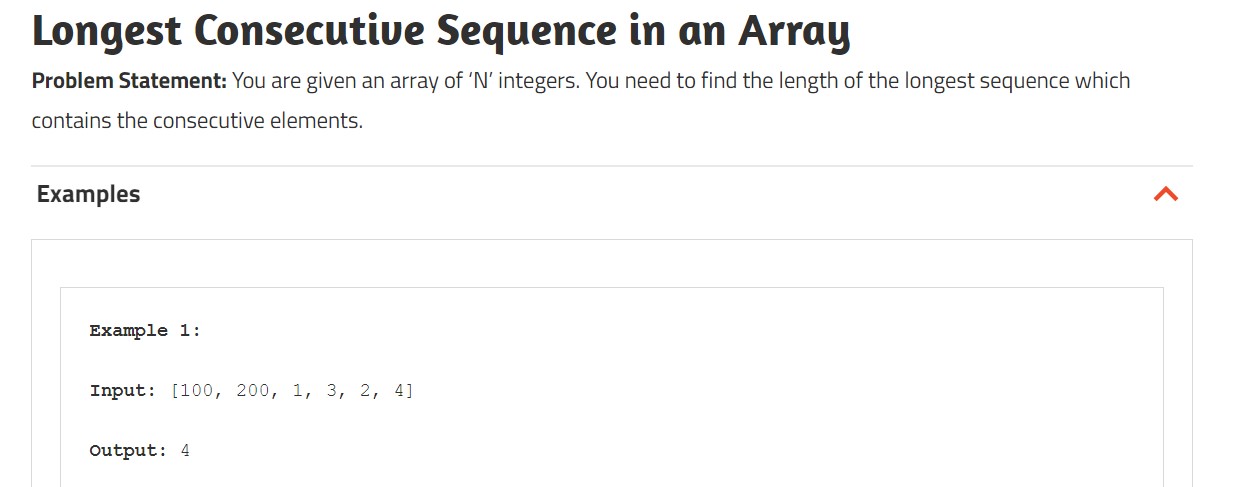 Longest Consecutive Sequence in an Array
Problem Statement: You are given an array of ‘N’ integers. You need to find the length of the longest sequence which
contains the consecutive elements.
Examples
Example 1:
Input: [100, 200, 1, 3, 2, 4]
Output: 4